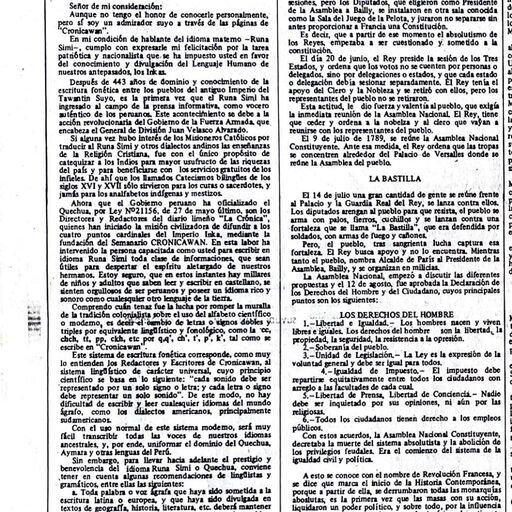 Señor de mi consideración:
Aunque no tengo el honor de conocerle personalmente,
pero sí soy un admirador suyo a través de las páginas de
"Cronicawan".
En mi condición de hablante del idioma materno –Runa
Simi–, cumplo con expresarle mi felicitación por la tarea
patriótica y nacionalista que se ha impuesto usted en favor
del conocimiento y divulgación del Lenguaje Humano de
nuestros antepasados, los Inkas.
Después de 443 años de dominio y conocimiento de la
escritura fonética entre los pueblos del antiguo Imperio del
Tawantin Suyo, es la primera vez que el Runa Simi ha
ingresado al campo de la prensa informativa, como vocero
auténtico de los peruanos. Este acontecimiento se debe a la
acción revolucionaria del Gobierno de la Fuerza Armada, que
encabeza el General de División Juan Velasco Alvarado.
Si alguna vez hubo interés de los Misioneros Católicos por
traducir al Runa Simi y otros dialectos andinos las enseñanzas
de la Religión Cristiana, fue con el único propósito de
catequizar a los Indios para mayor usufructo de las riquezas
del país y para beneficiarse con los servicios gratuitos de los
infieles. De ahí que los llamados Catecismos bilingües de los
siglos XVI y XVII sólo sirvieron para los curas o sacerdotes, y
jamás para los analfabetos indígenas y mestizos.
Ahora que el Gobierno peruano ha oficializado el
Quechua, por Ley Nº21156, de 27 de mayo último, son los
Directores y Redactores del diario limeño "La Crónica",
quienes han iniciado la misión civilizadora de difundir a los
cuatro puntos cardinales del Imperio Inka, mediante la
fundación del Semanario CRONICAWAN. En esta labor ha
intervenido la persona capacitada como usted para escribir en
idioma Runa Simi toda clase de informaciones, que sean
útiles para despertar el espíritu aletargado de nuestros
hermanos. Estoy seguro, que en estos instantes hay millares
de niños y adultos que saben leer y escribir en castellano, se
sienten orgullosos de ser peruanos y poseer un idioma rico y
sonoro como cualesquier otro lenguaje de la tierra.
Comprendo cuán tenaz fue la lucha por romper la muralla
de la tradición colonialista sobre el uso del alfabeto científico
o moderno, es decir el cambio de letras o signos dobles y
triples por equivalente lingüístico y fonológico, como la 'cc,
chch, tt, pp, ckh, etc por q,q', ch', t', p', k', tal como se
escribe en "Cronicawan".
Este sistema de escritura fonética corresponde, como muy
lo entienden los Redactores y Escritores de Cronicawan, al
sistema lingüístico de carácter universal, cuyo principio
científico se basa en lo siguiente: "cada sonido debe ser
representado por un solo signo o letra; y cada letra o signo
debe representar un solo sonido". De este modo, no hay
dificultad de escribir y leer cualesquier idiomas del mundo
ágrafo, como los dialectos americanos, principalmente
sudamericanos.
Con el uso normal de este sistema moderno, será muy
fácil transcribir todas las voces de nuestros idiomas
ancestrales, y, por ende, uniformar el dominio del Quechua,
Aymara y otras lenguas del Perú.
Sin embargo, para llevar hacia adelante el prestigio y
benevolencia del idioma Runa Simi o Quechua, conviene
tener en cuenta algunas recomendaciones de lingüistas y
gramáticos, entre ellas las siguientes:
a. Toda palabra o voz ágrafa que haya sido sometida a la
escritura latina o europea, y que haya sido divulgada en
textos de geografía, historia, literatura, etc. deberá mantener
sesiones, pero los Diputados, que eligieron como Presidente
de la Asamblea a Bailly, se instalaron en otra sala conocida
como la Sala del Juego de la Pelota, y juraron no separarse sin
antes proporcionar a Francia una Constitución.
Es decir, que a partir de ese momento el absolutismo de
los Reyes, empezaba a ser cuestionado y sometido a la
constitución.
El día 20 de junio, el Rey preside la sesión de los Tres
Estados, y ordena que los votos no se cuenten por personas o
delegados, sino por delegaciones o estados, y que cada estado
o delegación debía sesionar separadamente. El Rey tenía el
apoyo del Clero y la Nobleza y se retiró con ellos, pero los
representantes del pueblo no se retiraron.
Esta actitud, le dio fuerza y valentía al pueblo, que exigía
la inmediata reunión de la Asamblea Nacional. El Rey, tiene
que ceder y ordena a la nobleza y al clero que vayan a
reunirse con los representantes del pueblo.
El 9 de julio de 1789, se reúne la Asamblea Nacional
Constituyente. Ante esa medida, el Rey ordena que las tropas
se concentren alrededor del Palacio de Versalles donde se
reúne la Asamblea del pueblo.
LA BASTILLA
El 14 de julio una gran cantidad de gente se reúne frente
al Palacio y la Guardia Real del Rey, se lanza contra ellos.
Los diputados arengan al pueblo para que resista, el pueblo se
arma con palos, fierros, cuchillos y se lanzan contra una
fortaleza que se llama "La Bastilla", que era defendida por
soldados, con armas de fuego y cañones.
Pero, el pueblo, tras sangrienta lucha captura esa
fortaleza. El Rey busca apoyo y no lo encuentra. Mientras
tanto el pueblo, nombra Alcalde de París al Presidente de la
Asamblea, Bailly, y se organizan en milicias.
La Asamblea Nacional, empezó a discutir las diferentes
propuestas y el 12 de agosto, fue aprobada la Declaración de
los Derechos del Hombre y del Ciudadano, cuyos principales
puntos son los siguientes:
LOS DERECHOS DEL HOMBRE
1.–Libertad e Igualdad.– Los hombres nacen y viven
libres e iguales. Los derechos del hombre son la libertad, la
propiedad, la seguridad, la resistencia a la opresión.
2.–Soberanía del pueblo.
3.–Unidad de Legislación.– La Ley es la expresión de la
voluntad general y debe ser igual para todos.
4.–Igualdad de Impuesto.– El impuesto debe
repartirse equitativamente entre todos los ciudadanos con
arreglo a las facultades de cada cual.
5.–Libertad de Prensa, Libertad de Conciencia.– Nadie
debe ser inquietado por sus opiniones, ni aún por las
religiosas.
6.–Todos los ciudadanos tienen derecho a los empleos
públicos.
Con estos acuerdos, la Asamblea Nacional Constituyente,
decretaba la muerte del sistema absolutista y la abolición de
los privilegios feudales. Era el comienzo del sistema de la
igualdad civil y política.
A esto se conoce con el nombre de Revolución Francesa, y
se dice que marca el inicio de la Historia Contemporánea,
porque a partir de ella, se derrumban todas las monarquías
absolutas, es la primera vez que las masas con su acción,
liquidaron un poder político, y sobre todo, por la influencia